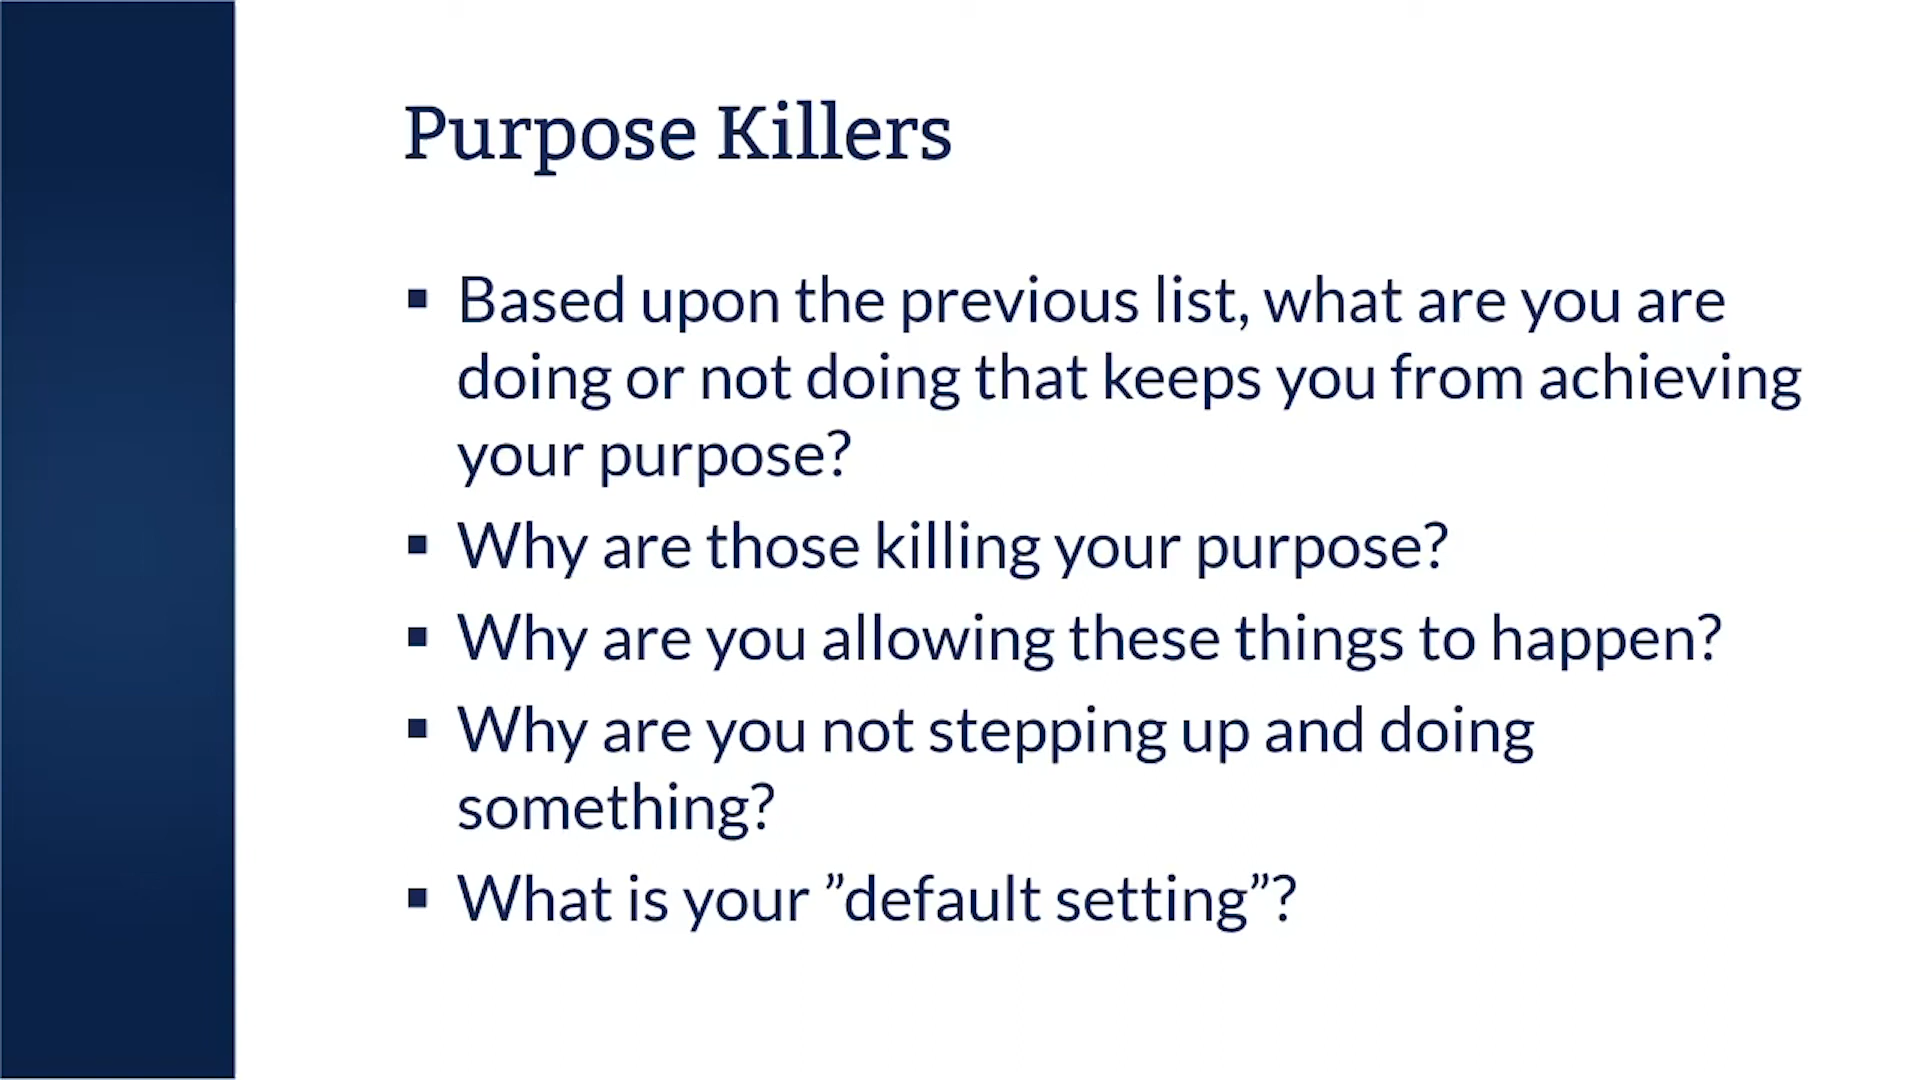 Purpose Killers
▪ Based upon the previous list, what are you are
doing or not doing that keeps you from achieving
your purpose?
▪ Why are those killing your purpose?
▪ Why are you allowing these things to happen?
▪ Why are you not stepping up and doing
something?
▪ What is your ”default setting”?